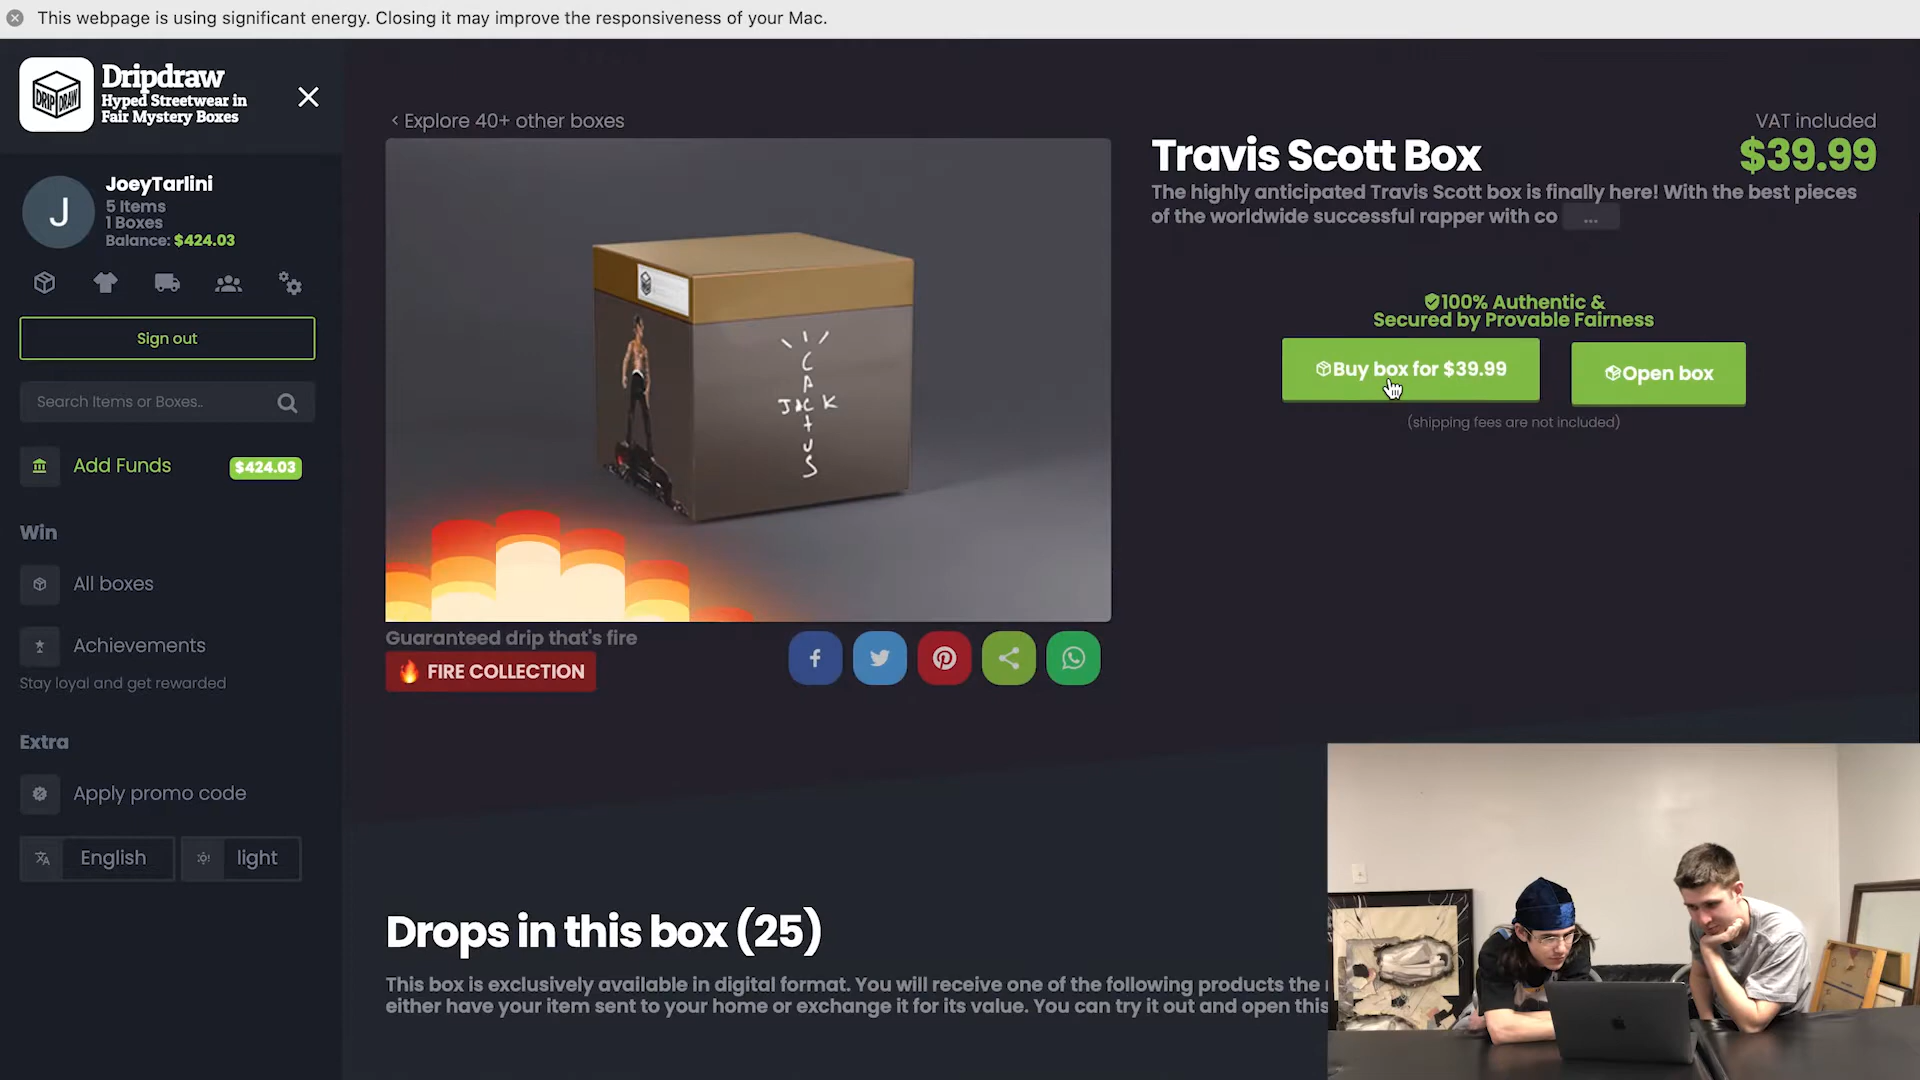 This webpage is using significant energy. Closing it may improve the responsiveness of your Mac.
DRIP DRAW
Dripdraw
Hyped Streetwear in
Fair Mystery Boxes
J
JoeyTarlini
5 Items
1 Boxes
Balance: $424.03
Sign out
Search Items or Boxes..
Add Funds
$424.03
Win
All boxes
Achievements
Stay loyal and get rewarded
Extra
Apply promo code
English
light
< Explore 40+ other boxes
CACTUS
JACK
Guaranteed drip that's fire
FIRE COLLECTION
Travis Scott Box
VAT included
$39.99
The highly anticipated Travis Scott box is finally here! With the best pieces
of the worldwide successful rapper with co ...
100% Authentic &
Secured by Provable Fairness
Buy box for $39.99
Open box
(shipping fees are not included)
Drops in this box (25)
This box is exclusively available in digital format. You will receive one of the following products the
either have your item sent to your home or exchange it for its value. You can try it out and open this